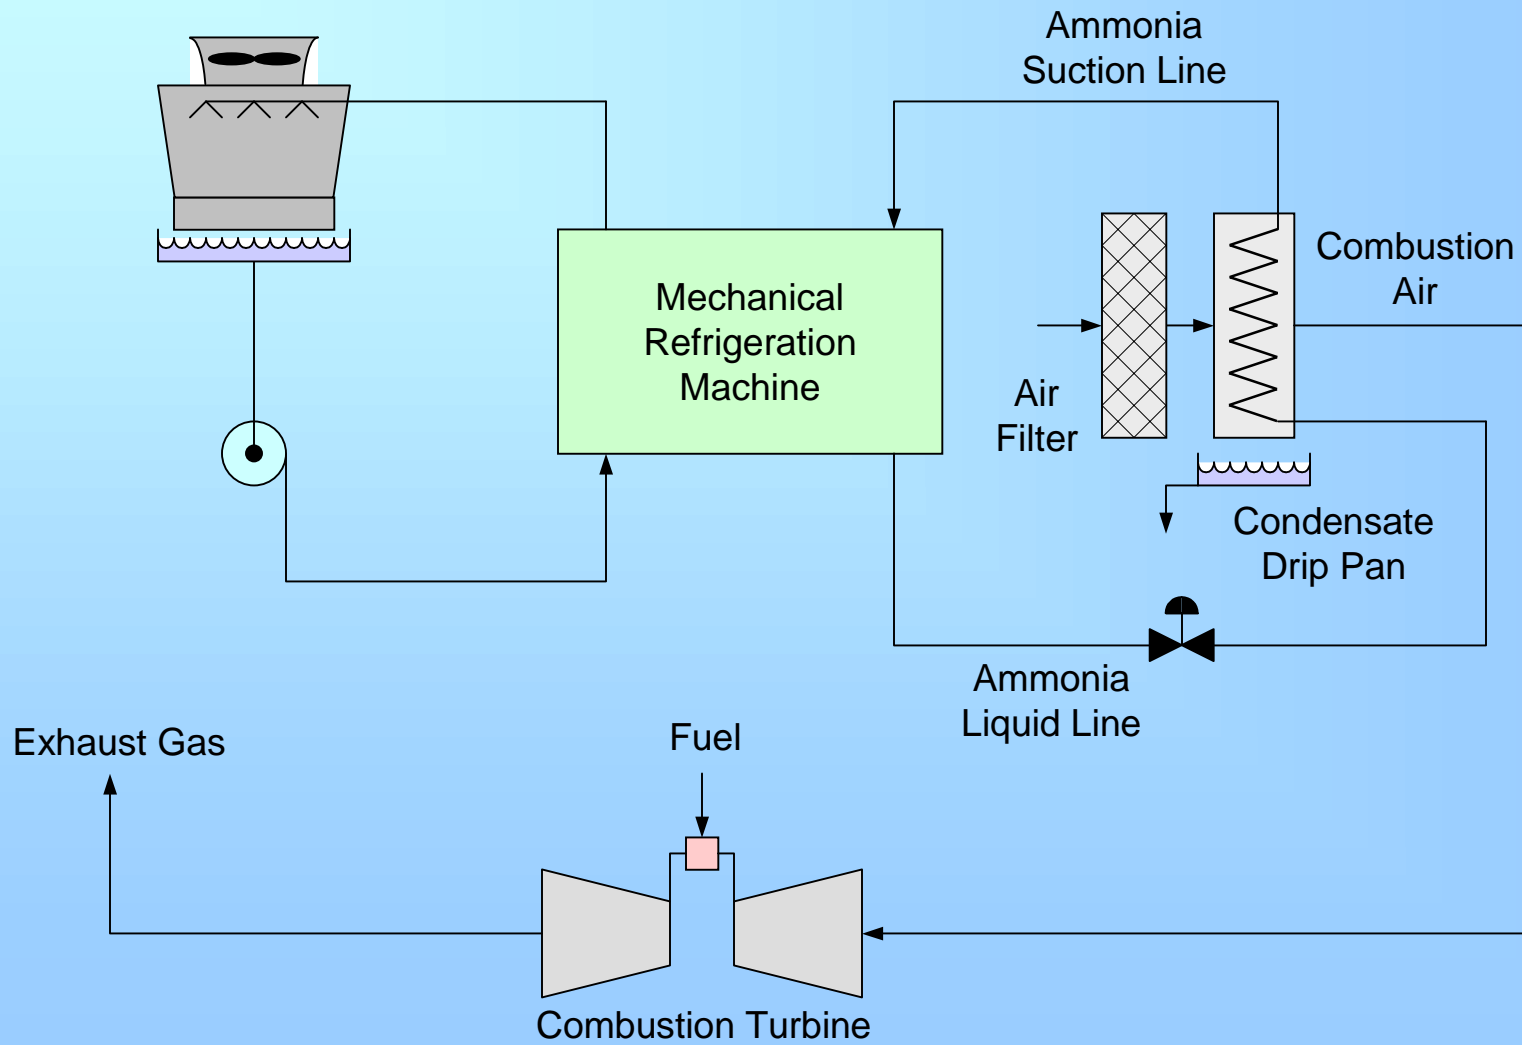 Ammonia
Suction Line
Mechanical
Refrigeration
Machine
Combustion
Air
Air
Filter
Condensate
Drip Pan
Ammonia
Liquid Line
Exhaust Gas
Fuel
Combustion Turbine